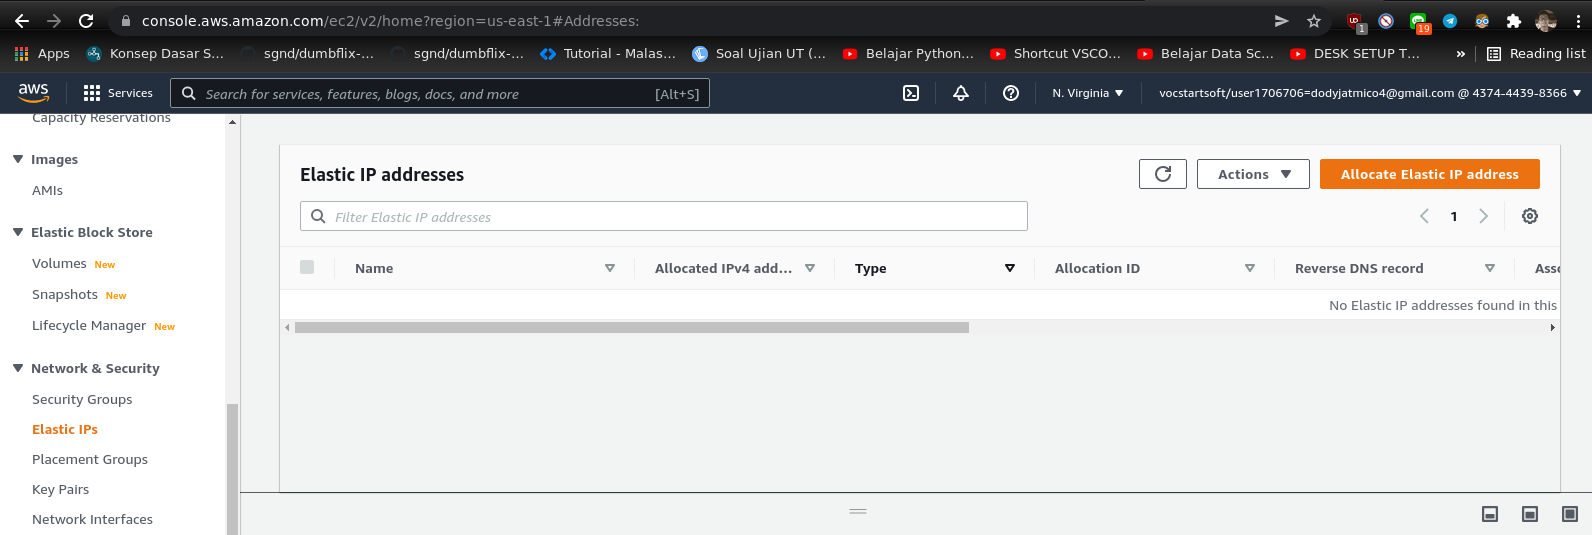 console.aws.amazon.com/ec2/v2/home?region=us-east-1#Addresses:
1
19
Apps
Konsep Dasar S...
sgnd/dumbflix-...
sgnd/dumbflix-...
Tutorial - Malas...
Soal Ujian UT (...
Belajar Python...
Shortcut VSCO...
Belajar Data Sc...
DESK SETUP T...
»
Reading list
aws
Services
Search for services, features, blogs, docs, and more
[Alt+S]
N. Virginia
vocstartsoft/user1706706=dodyjatmico4@gmail.com @ 4374-4439-8366
Capacity Reservations
Images
AMIs
Elastic Block Store
Volumes New
Snapshots New
Lifecycle Manager New
Network & Security
Security Groups
Elastic IPs
Placement Groups
Key Pairs
Network Interfaces
Elastic IP addresses
Actions
Allocate Elastic IP address
Filter Elastic IP addresses
1
Name
Allocated IPv4 add...
Type
Allocation ID
Reverse DNS record
Asso
No Elastic IP addresses found in this